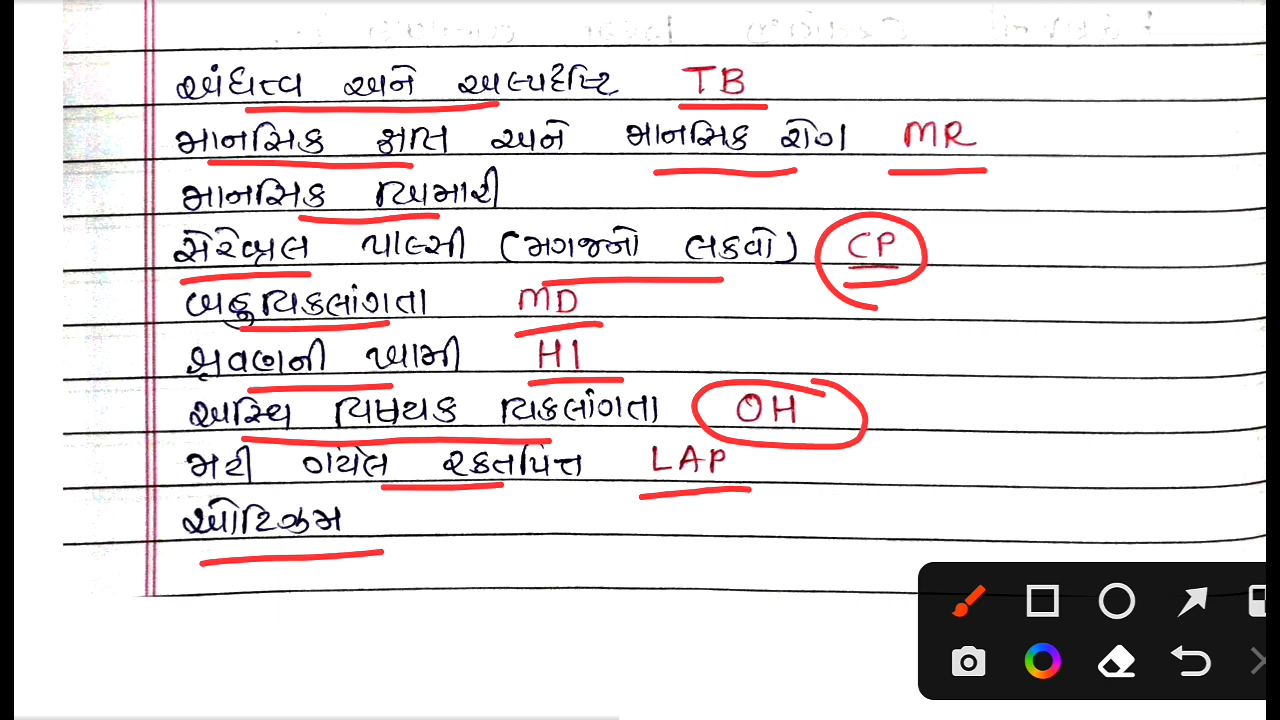 અંધત્વ અને અલ્પદ્રષ્ટિ TB
માનસિક ક્ષતિ અને માનસિક રોગ MR
માનસિક બિમારી
સેરેબ્રલ પાલ્સી (મગજનો લકવો) CP
બહુવિકલાંગતા MD
શ્રવણની ખામી HI
અસ્થિ વિષયક વિકલાંગતા OH
મટી ગયેલ રક્તપિત્ત LAP
ઓટિઝમ